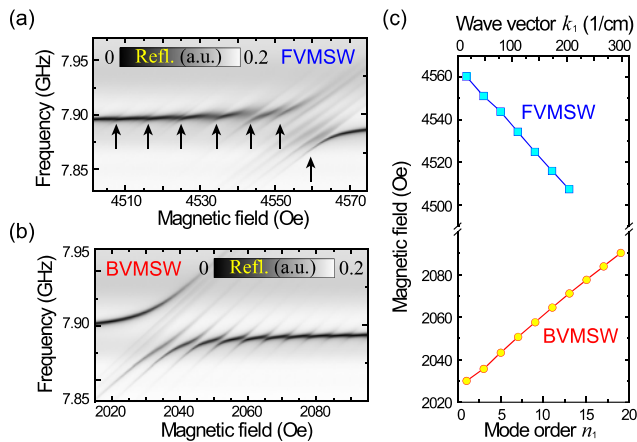 (a)
0 Refl. (a.u.) 0.2 FVMSW
7.95
7.90
7.85
Frequency (GHz)
4510 4530 4550 4570
Magnetic field (Oe)
(b)
BVMSW 0 Refl. (a.u.) 0.2
7.95
7.90
7.85
Frequency (GHz)
2020 2040 2060 2080
Magnetic field (Oe)
(c)
Wave vector k₁ (1/cm)
0 100 200 300
4560
4540
4520
4500
2080
2060
2040
2020
Magnetic field (Oe)
FVMSW
BVMSW
0 5 10 15 20
Mode order n₁